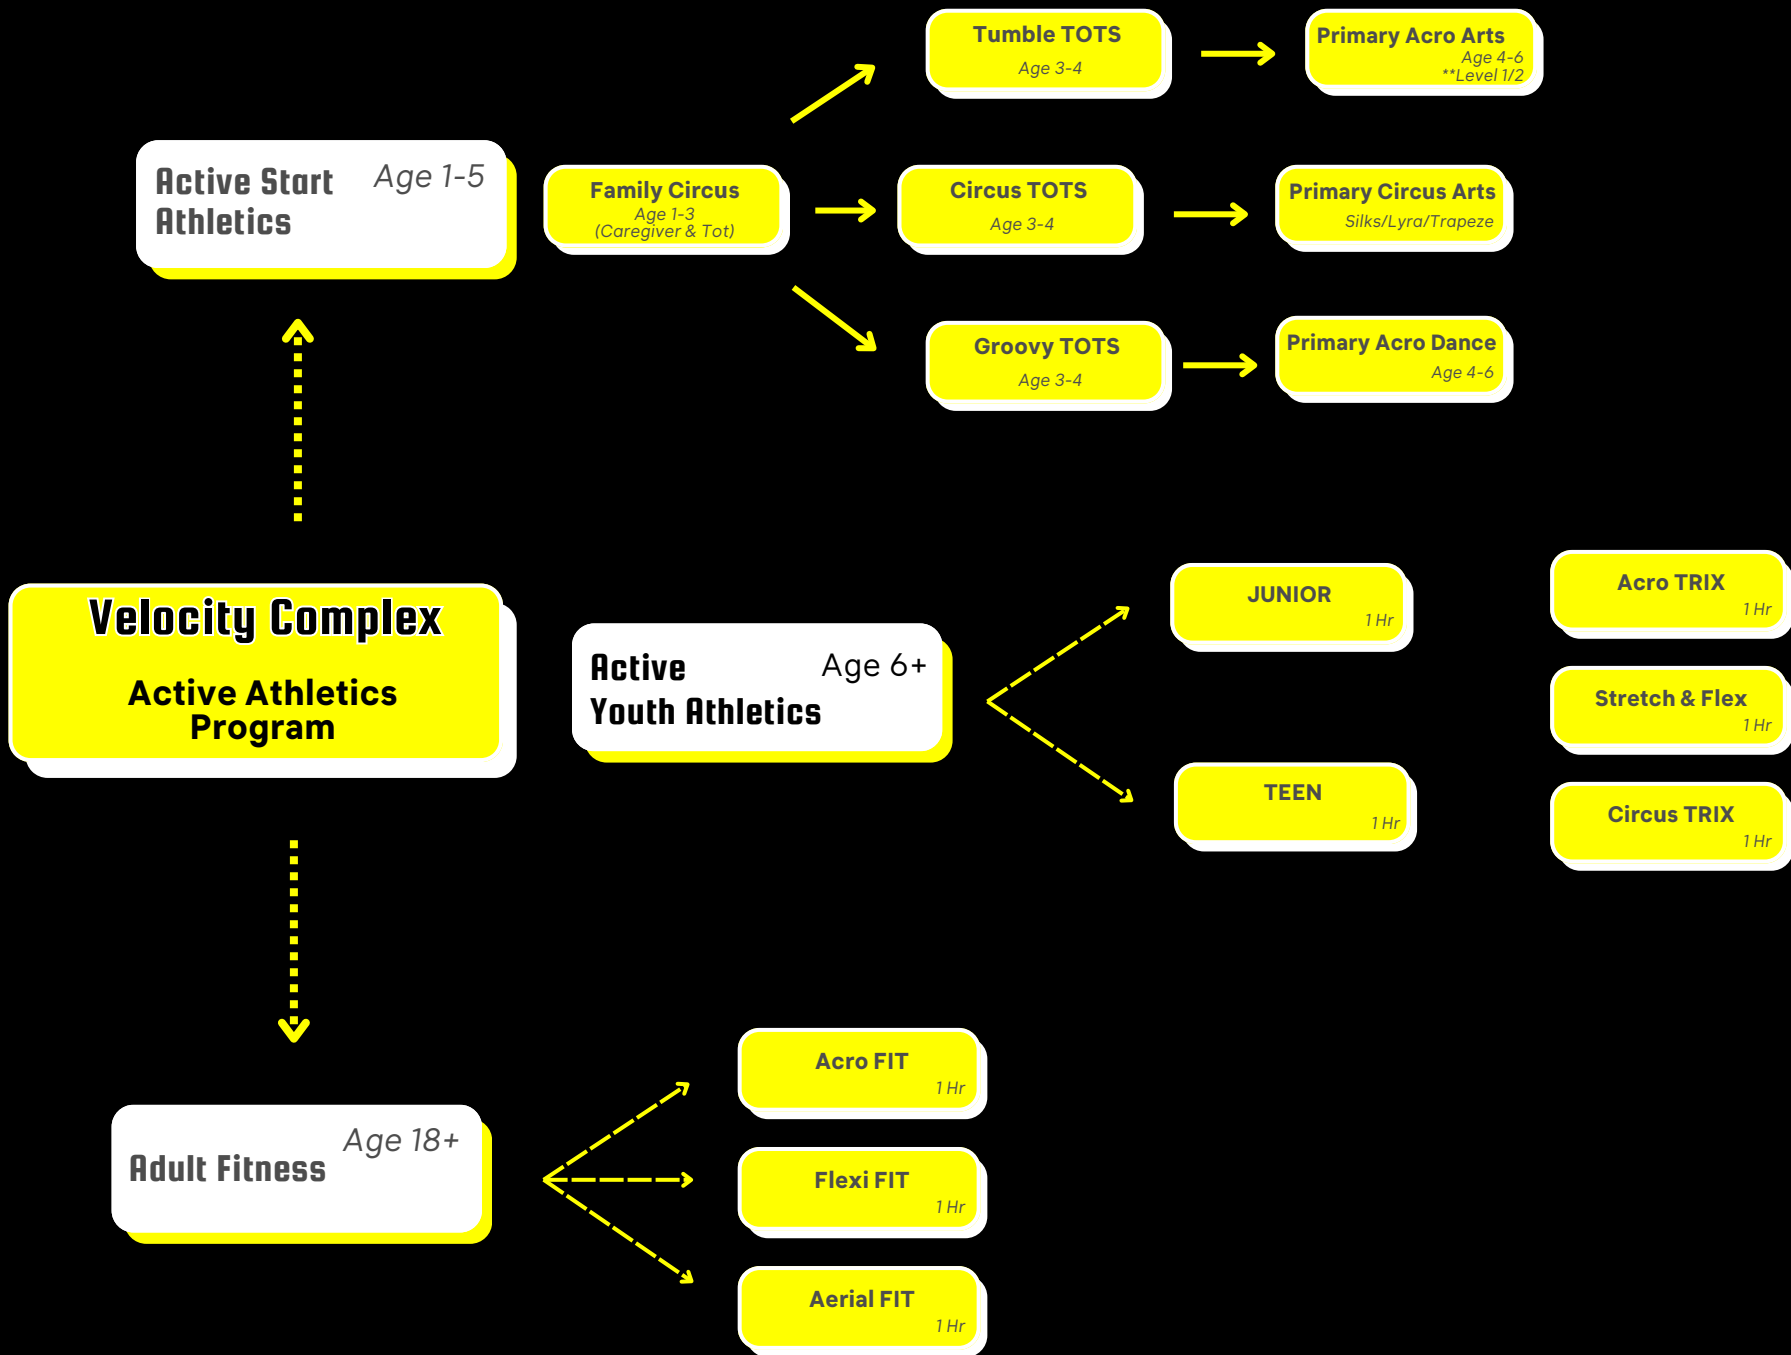 Tumble TOTS
Age 3-4
Primary Acro Arts
Age 4-6
**Level 1/2
Active Start
Athletics
Age 1-5
Family Circus
Age 1-3
(Caregiver & Tot)
Circus TOTS
Age 3-4
Primary Circus Arts
Silks/Lyra/Trapeze
Groovy TOTS
Age 3-4
Primary Acro Dance
Age 4-6
Velocity Complex
Active Athletics
Program
Active
Youth Athletics
Age 6+
JUNIOR
1 Hr
TEEN
1 Hr
Acro TRIX
1 Hr
Stretch & Flex
1 Hr
Circus TRIX
1 Hr
Adult Fitness
Age 18+
Acro FIT
1 Hr
Flexi FIT
1 Hr
Aerial FIT
1 Hr